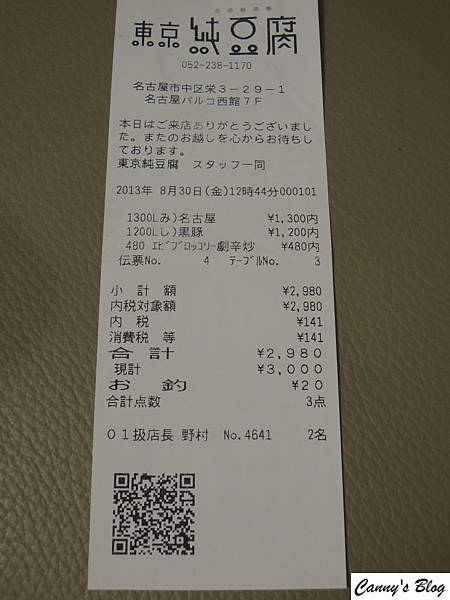 東京 純豆腐
052-238-1170
名古屋市中区栄3-29-1
名古屋パルコ西館7F
本日はご来店ありがとうございまし
た。またのお越しを心からお待ちし
ております。
東京純豆腐 スタッフ一同
2013年 8月30日(金)12時44分000101
1300Lみ)名古屋 ¥1,300内
1200Lし)黒豚 ¥1,200内
480 エビブロッコリー劇辛炒 ¥480内
伝票No. 4 テーブルNo. 3
小 計 額 ¥2,980
内税対象額 ¥2,980
内 税 ¥141
消費税 等 ¥141
合計 ¥2,980
現計 ¥3,000
お 釣 ¥20
合計点数 3点
01扱店長 野村 No.4641 2名
Canny's Blog